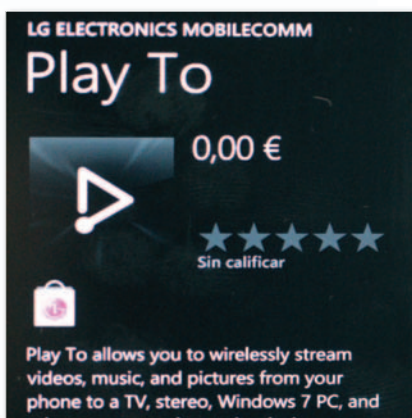 LG ELECTRONICS MOBILECOMM
Play To
0,00 €
Sin calificar
Play To allows you to wirelessly stream
videos, music, and pictures from your
phone to a TV, stereo, Windows 7 PC, and